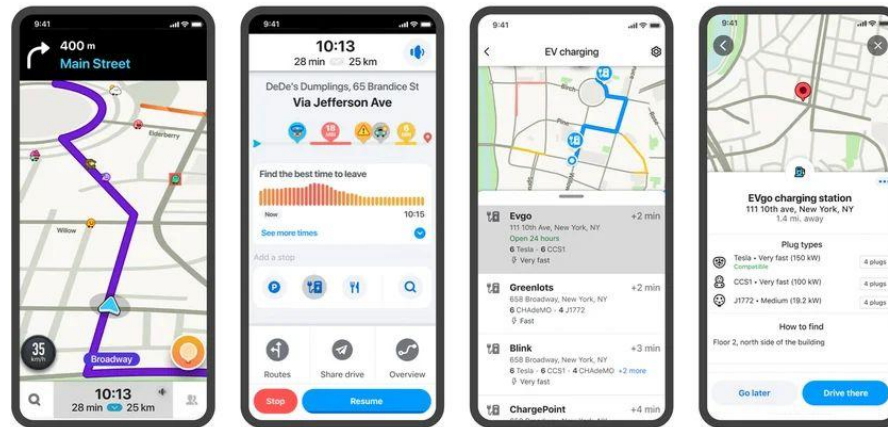 9:41
400 m
Main Street
Elderberry
Willow
35
km/h
Broadway
10:13
28 min 25 km
9:41
10:13
28 min 25 km
DeDe's Dumplings, 65 Brandice St
Via Jefferson Ave
18
6
Find the best time to leave
Now 10:15
See more times
Add a stop
P
Routes Share drive Overview
Stop Resume
9:41
EV charging
Birch
Pine
Evgo +2 min
111 10th Ave, New York, NY
Open 24 hours
6 Tesla - 6 CCS1
Very fast
Greenlots +2 min
658 Broadway, New York, NY
6 CHAdeMO - 4 J1772
Fast
Blink +3 min
658 Broadway, New York, NY
6 Tesla - 6 CCS1 - 4 CHAdeMO +2 more
Very fast
ChargePoint +4 min
9:41
EVgo charging station
111 10th ave, New York, NY
1.4 mi. away
Plug types
Tesla • Very fast (150 kW)
Compatible
4 plugs
CCS1 • Very fast (100 kW)
4 plugs
J1772 • Medium (19.2 kW)
4 plugs
How to find
Floor 2, north side of the building
Go later Drive there